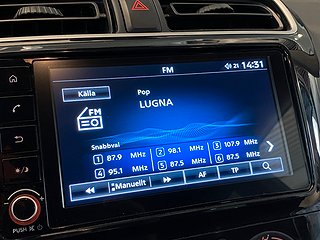 FM
21 14:31
Källa
Pop
FM
LUGNA
Snabbval
1 87.9 MHz 2 98.1 MHz 3 107.9 MHz
4 95.1 MHz 5 87.5 MHz 6 87.5 MHz
Manuellt AF TP
PUSH